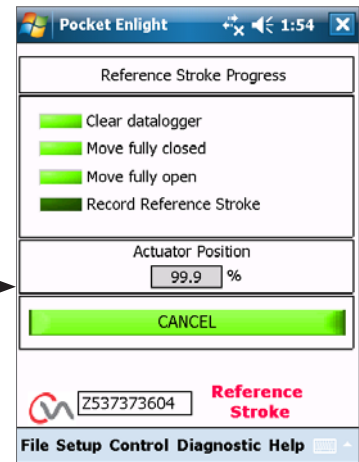 Pocket Enlight 1:54
Reference Stroke Progress
Clear datalogger
Move fully closed
Move fully open
Record Reference Stroke
Actuator Position
99.9 %
CANCEL
Z537373604 Reference
Stroke
File Setup Control Diagnostic Help